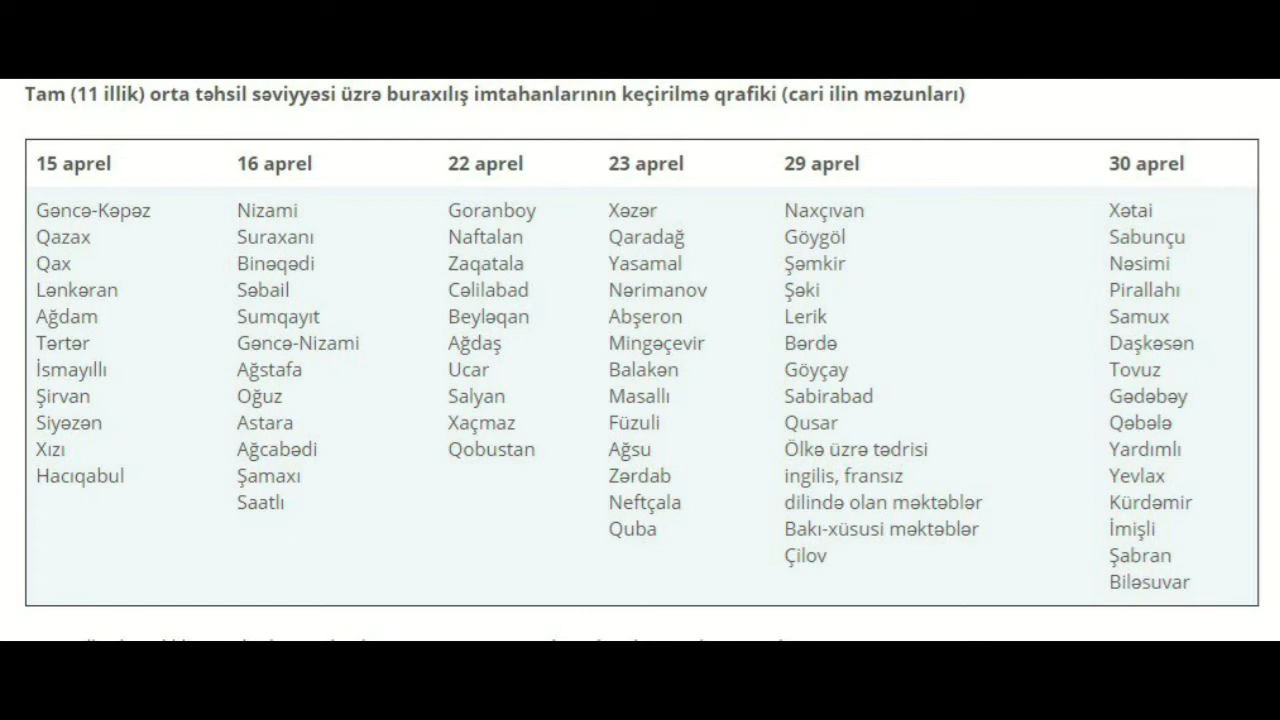 Tam (11 illik) orta təhsil səviyyəsi üzrə buraxılış imtahanlarının keçirilmə qrafiki (cari ilin məzunları)
15 aprel
Gəncə-Kəpəz
Qazax
Qax
Lənkəran
Ağdam
Tərtər
İsmayıllı
Şirvan
Siyəzən
Xızı
Hacıqabul
16 aprel
Nizami
Suraxanı
Binəqədi
Səbail
Sumqayıt
Gəncə-Nizami
Ağstafa
Oğuz
Astara
Ağcabədi
Şamaxı
Saatlı
22 aprel
Goranboy
Naftalan
Zaqatala
Cəlilabad
Beyləqan
Ağdaş
Ucar
Salyan
Xaçmaz
Qobustan
23 aprel
Xəzər
Qaradağ
Yasamal
Nərimanov
Abşeron
Mingəçevir
Balakən
Masallı
Füzuli
Ağsu
Zərdab
Neftçala
Quba
29 aprel
Naxçıvan
Göygöl
Şəmkir
Şəki
Lerik
Bərdə
Göyçay
Sabirabad
Qusar
Ölkə üzrə tədrisi
ingilis, fransız
dilində olan məktəblər
Bakı-xüsusi məktəblər
Çilov
30 aprel
Xətai
Sabunçu
Nəsimi
Pirallahı
Samux
Daşkəsən
Tovuz
Gədəbəy
Qəbələ
Yardımlı
Yevlax
Kürdəmir
İmişli
Şabran
Biləsuvar